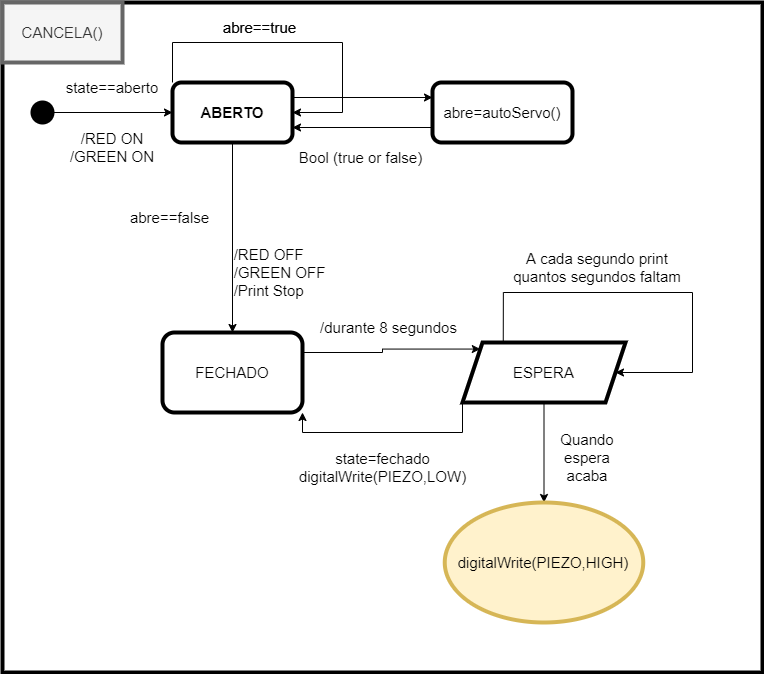 CANCELA()
abre==true
state==aberto
ABERTO
abre=autoServo()
/RED ON
/GREEN ON
Bool (true or false)
abre==false
/RED OFF
/GREEN OFF
/Print Stop
A cada segundo print
quantos segundos faltam
/durante 8 segundos
FECHADO
ESPERA
state=fechado
digitalWrite(PIEZO,LOW)
Quando
espera
acaba
digitalWrite(PIEZO,HIGH)